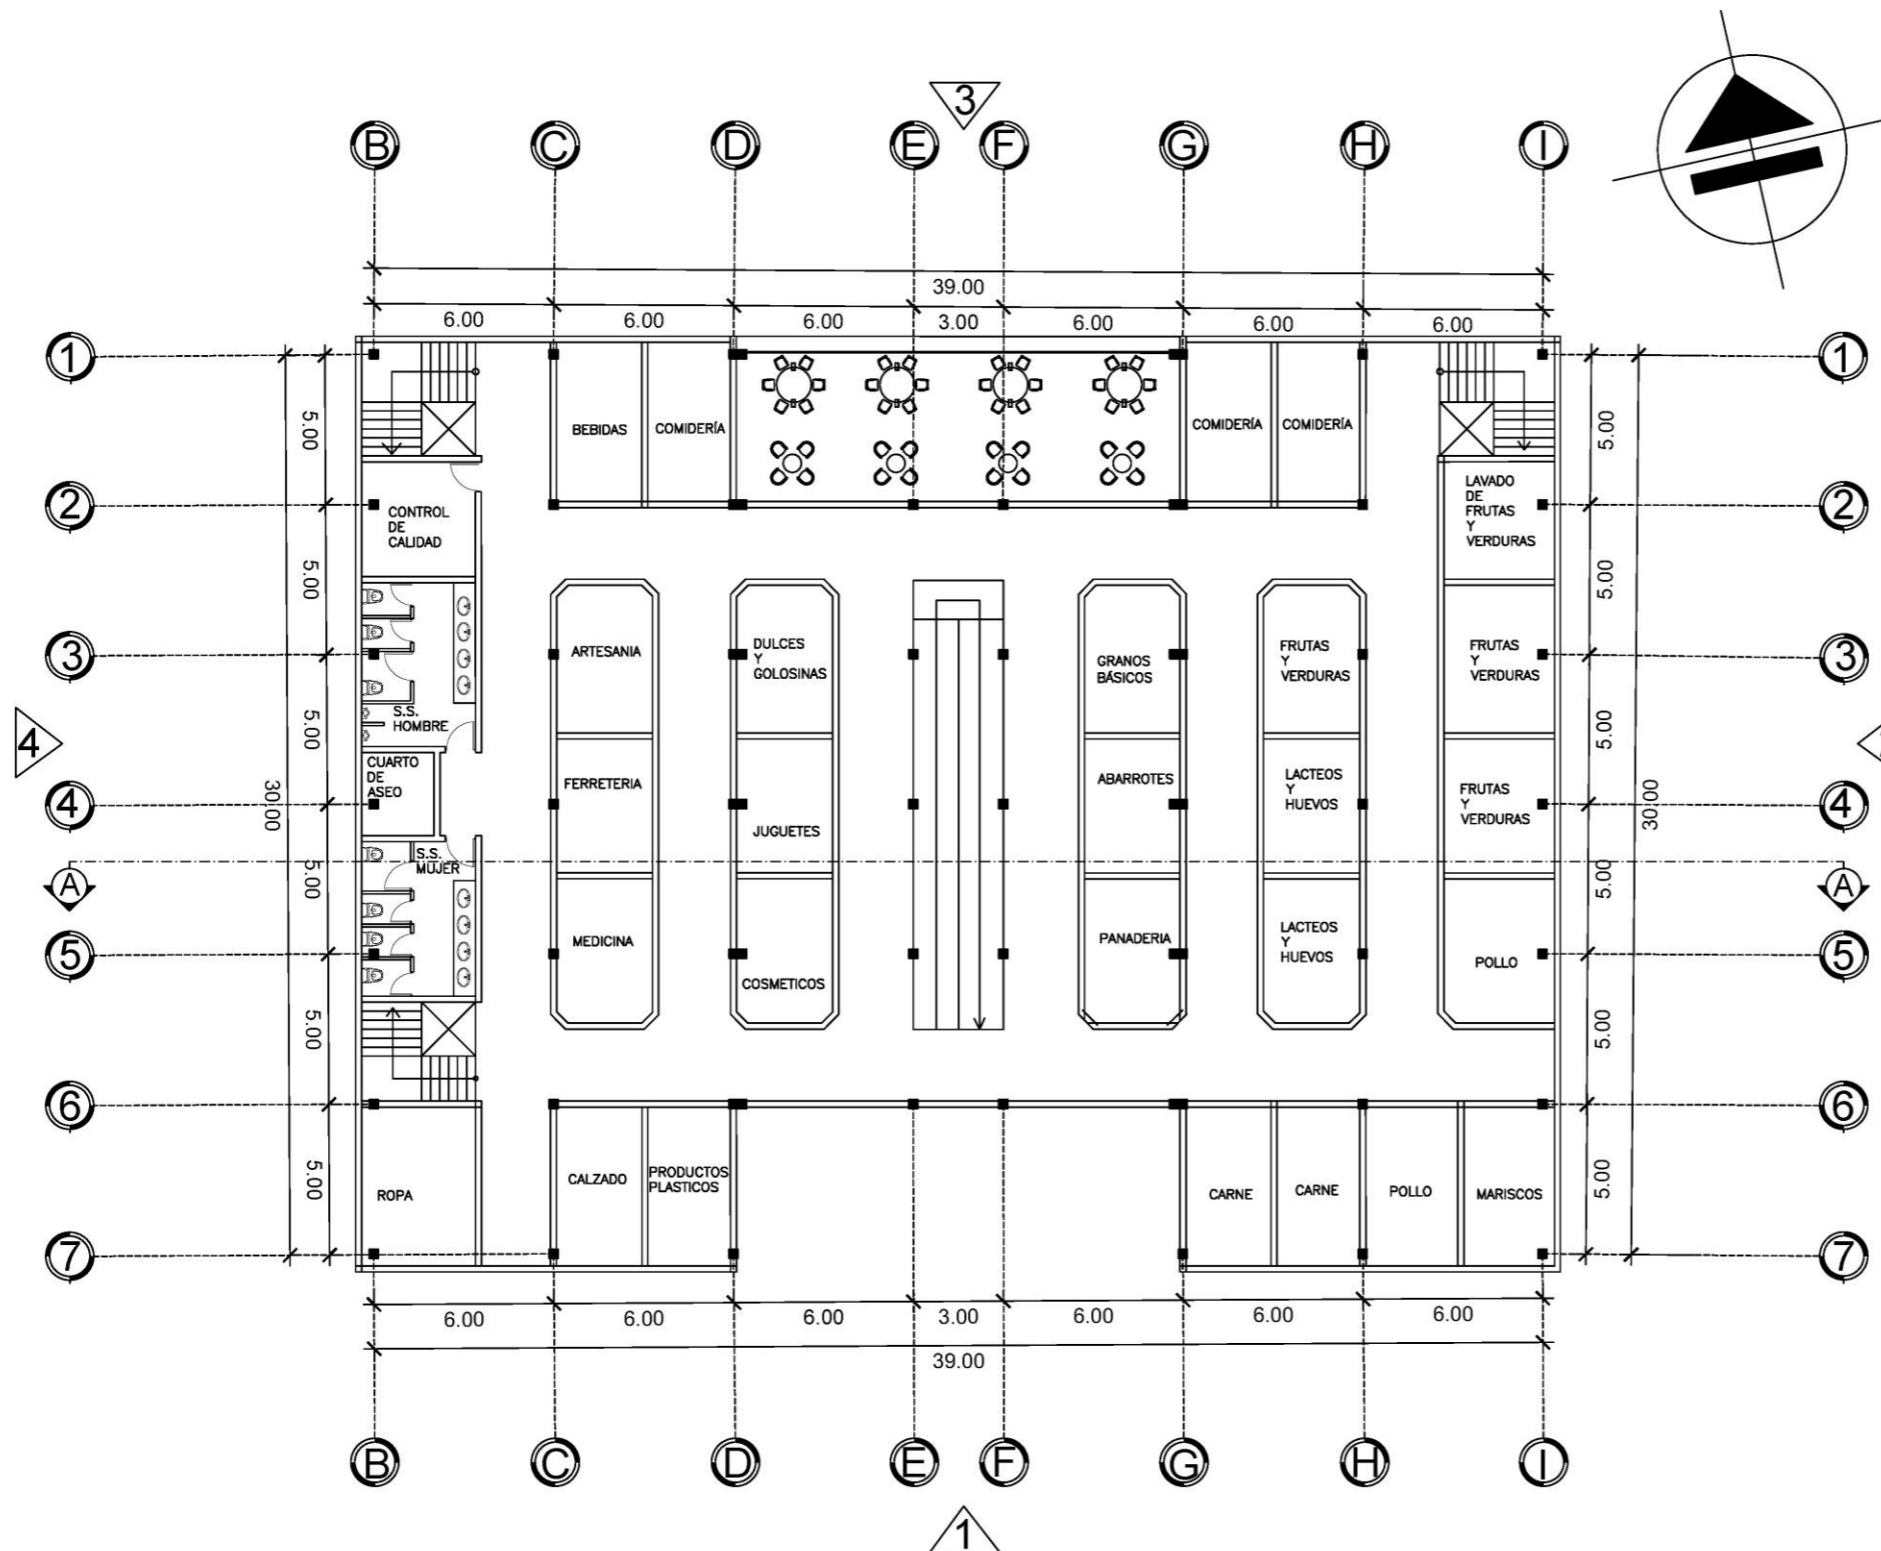 3
B C D E F G H I
39.00
6.00 6.00 6.00 3.00 6.00 6.00 6.00
1 1
5.00 5.00
BEBIDAS COMIDERÍA COMIDERÍA COMIDERÍA
2 2
CONTROL
DE
CALIDAD
LAVADO
DE
FRUTAS
Y
VERDURAS
5.00 5.00
3 3
ARTESANIA
DULCES
Y
GOLOSINAS
GRANOS
BÁSICOS
FRUTAS
Y
VERDURAS
FRUTAS
Y
VERDURAS
S.S.
HOMBRE
5.00 5.00
4
CUARTO
DE
ASEO
30.00 30.00
4 4
FERRETERIA
JUGUETES
ABARROTES
LACTEOS
Y
HUEVOS
FRUTAS
Y
VERDURAS
S.S.
MUJER
5.00 5.00
A A
5 5
MEDICINA
COSMETICOS
PANADERIA
LACTEOS
Y
HUEVOS
POLLO
5.00 5.00
6 6
5.00 5.00
ROPA
CALZADO
PRODUCTOS
PLASTICOS
CARNE CARNE POLLO MARISCOS
7 7
6.00 6.00 6.00 3.00 6.00 6.00 6.00
39.00
B C D E F G H I
1